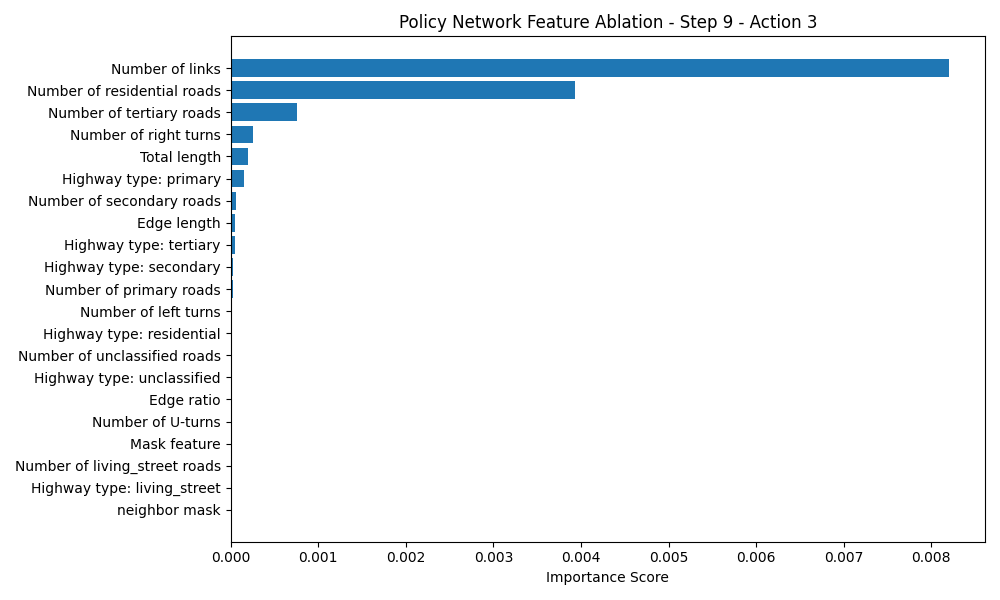 Policy Network Feature Ablation - Step 9 - Action 3
Number of links
Number of residential roads
Number of tertiary roads
Number of right turns
Total length
Highway type: primary
Number of secondary roads
Edge length
Highway type: tertiary
Highway type: secondary
Number of primary roads
Number of left turns
Highway type: residential
Number of unclassified roads
Highway type: unclassified
Edge ratio
Number of U-turns
Mask feature
Number of living_street roads
Highway type: living_street
neighbor mask
0.000 0.001 0.002 0.003 0.004 0.005 0.006 0.007 0.008
Importance Score